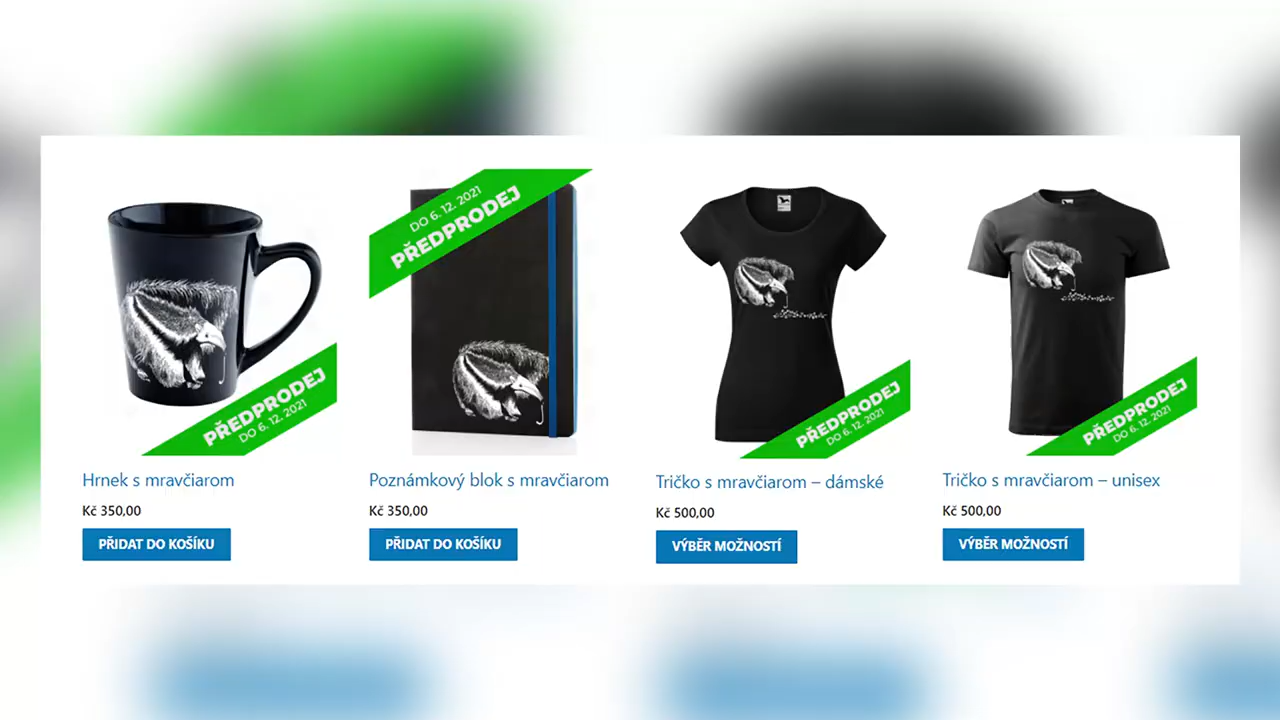 PŘEDPRODEJ
DO 6. 12. 2021
Hrnek s mravčiarom
Kč 350,00
PŘIDAT DO KOŠÍKU
DO 6. 12. 2021
PŘEDPRODEJ
Poznámkový blok s mravčiarom
Kč 350,00
PŘIDAT DO KOŠÍKU
PŘEDPRODEJ
DO 6. 12. 2021
Tričko s mravčiarom – dámské
Kč 500,00
VÝBĚR MOŽNOSTÍ
PŘEDPRODEJ
DO 6. 12. 2021
Tričko s mravčiarom – unisex
Kč 500,00
VÝBĚR MOŽNOSTÍ